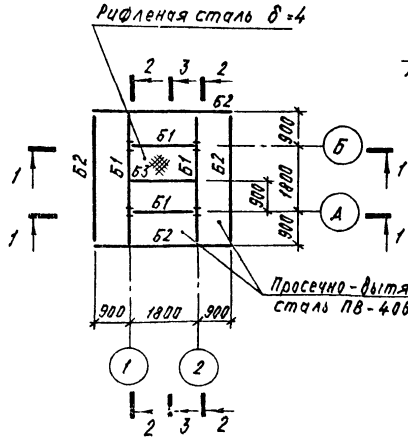 Рифленая сталь δ=4
2 3 2
Б2
Б1
900
Б
1
Б2
Б1
Б3
Б1
Б2
900
1800
1
1
Б1
А
1
Б2
900
Просечно-вытя
сталь ПВ-406
900 1800 900
1
2
2 3 2